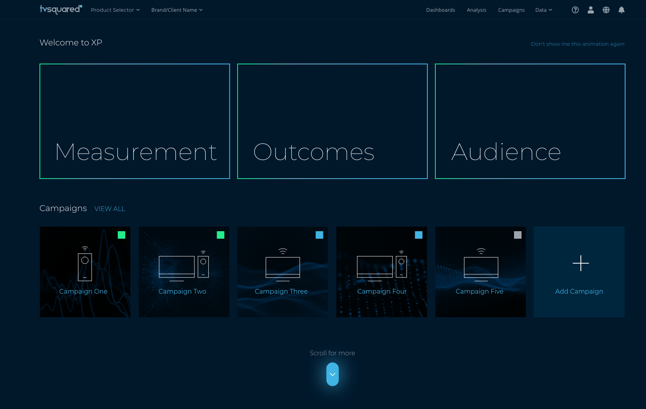 tvsquared
Product Selector
Brand/Client Name
Dashboards
Analysis
Campaigns
Data
Welcome to XP
Don't show me this animation again
Measurement
Outcomes
Audience
Campaigns
VIEW ALL
Campaign One
Campaign Two
Campaign Three
Campaign Four
Campaign Five
Add Campaign
Scroll for more